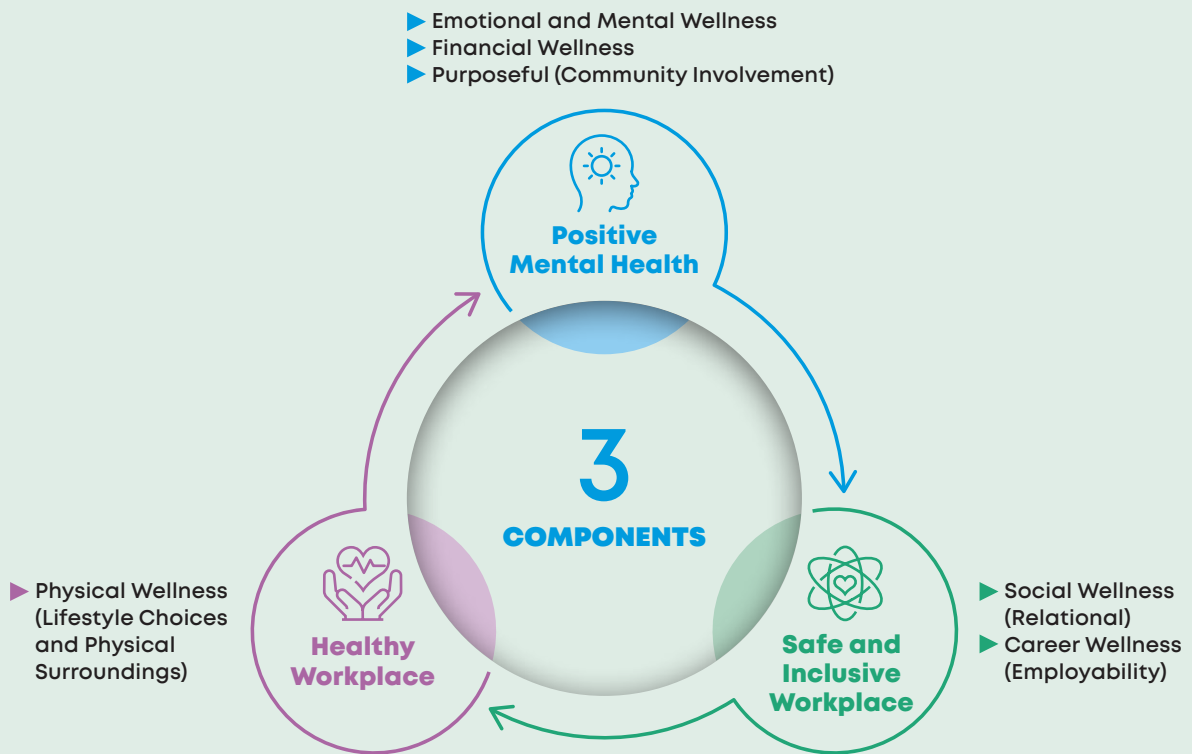 Emotional and Mental Wellness
Financial Wellness
Purposeful (Community Involvement)
Positive
Mental Health
3
COMPONENTS
Physical Wellness
(Lifestyle Choices
and Physical
Surroundings)
Healthy
Workplace
Safe and
Inclusive
Workplace
Social Wellness
(Relational)
Career Wellness
(Employability)